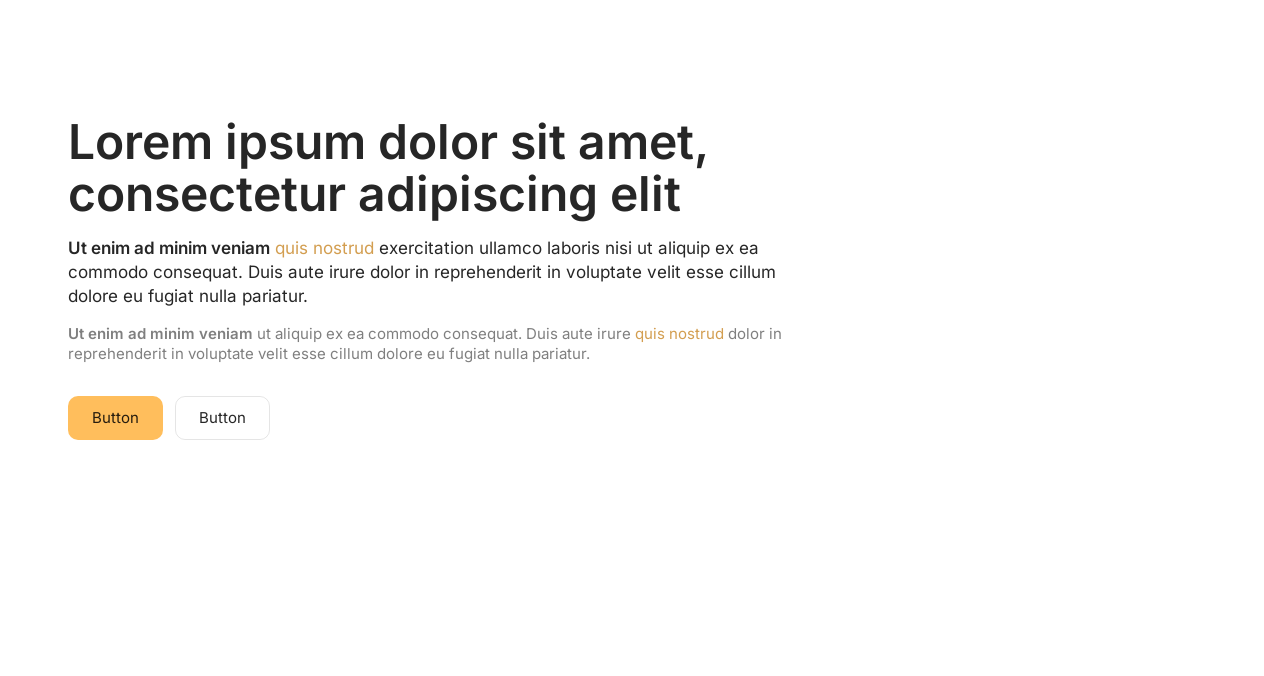 Lorem ipsum dolor sit amet,
consectetur adipiscing elit
Ut enim ad minim veniam quis nostrud exercitation ullamco laboris nisi ut aliquip ex ea
commodo consequat. Duis aute irure dolor in reprehenderit in voluptate velit esse cillum
dolore eu fugiat nulla pariatur.
Ut enim ad minim veniam ut aliquip ex ea commodo consequat. Duis aute irure quis nostrud dolor in
reprehenderit in voluptate velit esse cillum dolore eu fugiat nulla pariatur.
Button Button